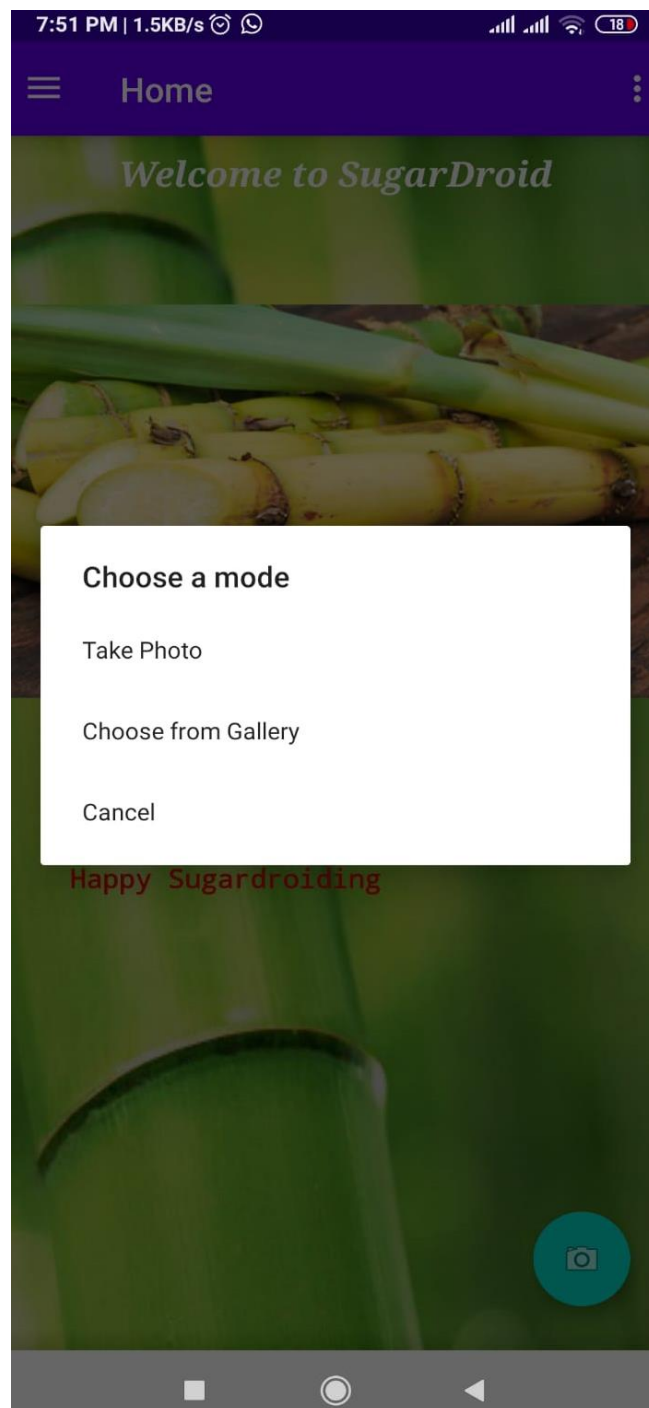 7:51 PM | 1.5KB/s
18
Home
Welcome to SugarDroid
Choose a mode
Take Photo
Choose from Gallery
Cancel
Happy Sugardroiding